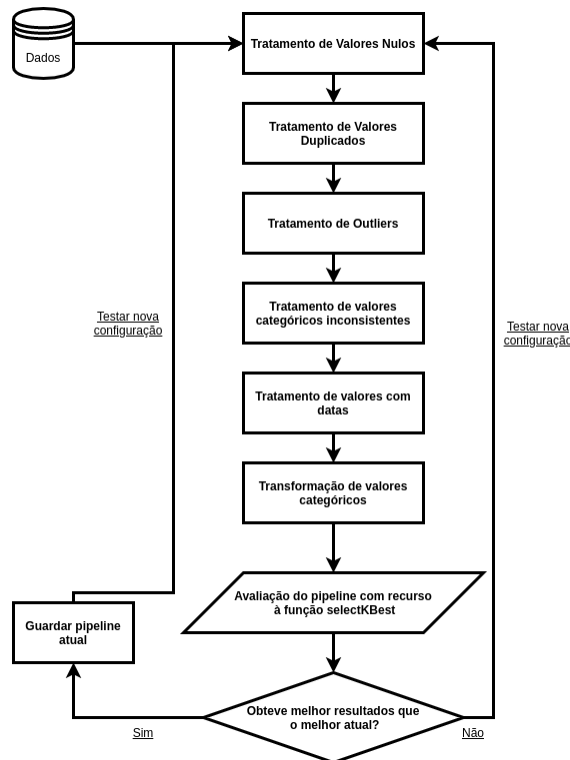 Dados
Tratamento de Valores Nulos
Tratamento de Valores
Duplicados
Tratamento de Outliers
Tratamento de valores
categóricos inconsistentes
Tratamento de valores com
datas
Transformação de valores
categóricos
Avaliação do pipeline com recurso
à função selectKBest
Obteve melhor resultados que
o melhor atual?
Sim
Não
Guardar pipeline
atual
Testar nova
configuração
Testar nova
configuração